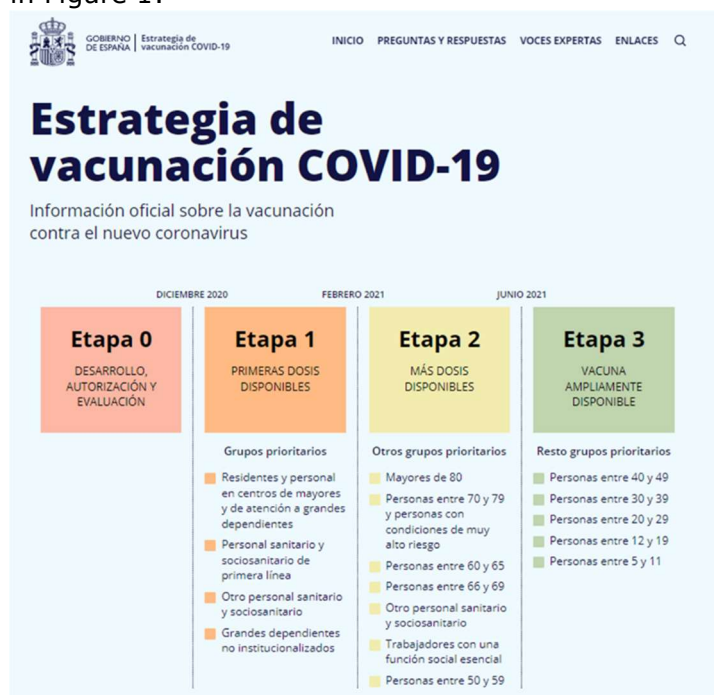 in Figure 1.
GOBIERNO
DE ESPAÑA
Estrategia de
vacunación COVID-19
INICIO PREGUNTAS Y RESPUESTAS VOCES EXPERTAS ENLACES
Estrategia de
vacunación COVID-19
Información oficial sobre la vacunación
contra el nuevo coronavirus
DICIEMBRE 2020 FEBRERO 2021 JUNIO 2021
Etapa 0
DESARROLLO,
AUTORIZACIÓN Y
EVALUACIÓN
Etapa 1
PRIMERAS DOSIS
DISPONIBLES
Grupos prioritarios
Residentes y personal
en centros de mayores
y de atención a grandes
dependientes
Personal sanitario y
sociosanitario de
primera línea
Otro personal sanitario
y sociosanitario
Grandes dependientes
no institucionalizados
Etapa 2
MÁS DOSIS
DISPONIBLES
Otros grupos prioritarios
Mayores de 80
Personas entre 70 y 79
y personas con
condiciones de muy
alto riesgo
Personas entre 60 y 65
Personas entre 66 y 69
Otro personal sanitario
y sociosanitario
Trabajadores con una
función social esencial
Personas entre 50 y 59
Etapa 3
VACUNA
AMPLIAMENTE
DISPONIBLE
Resto grupos prioritarios
Personas entre 40 y 49
Personas entre 30 y 39
Personas entre 20 y 29
Personas entre 12 y 19
Personas entre 5 y 11